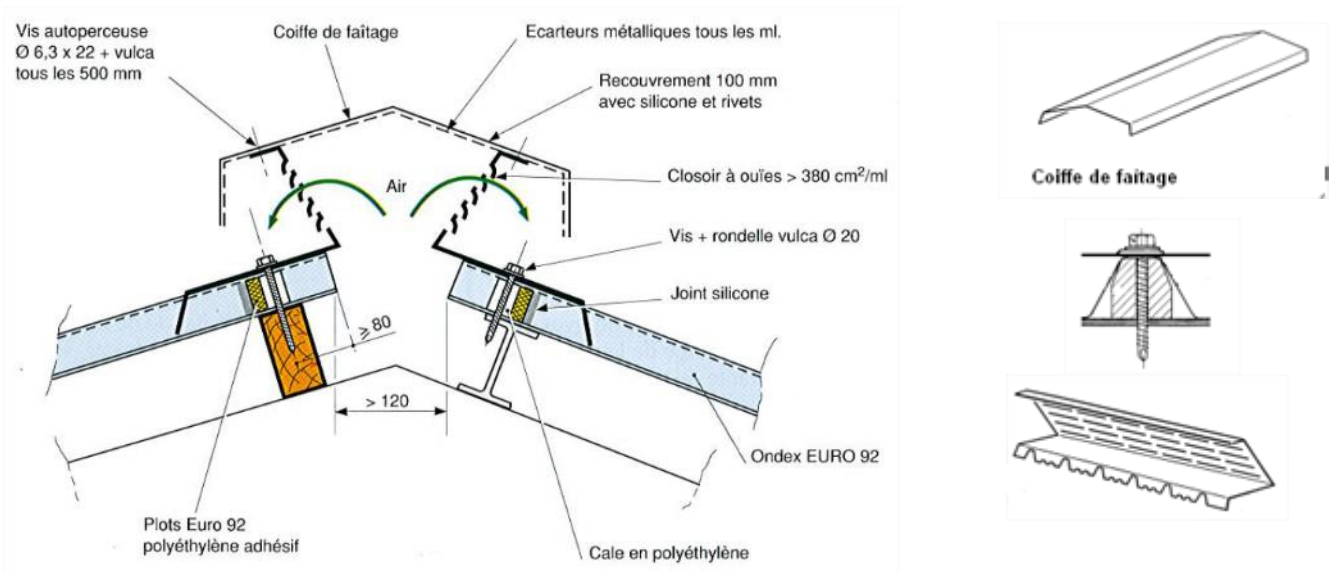 Vis autoperceuse
Ø 6,3 x 22 + vulca
tous les 500 mm
Coiffe de faîtage
Ecarteurs métalliques tous les ml.
Recouvrement 100 mm
avec silicone et rivets
Closoir à ouïes > 380 cm²/ml
Air
Vis + rondelle vulca Ø 20
Joint silicone
≥ 80
> 120
Ondex EURO 92
Plots Euro 92
polyéthylène adhésif
Cale en polyéthylène
Coiffe de faîtage